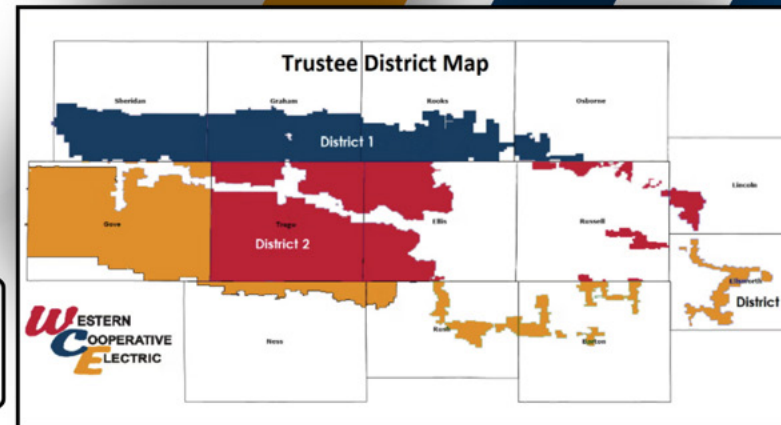 Trustee District Map
Sheridan
Graham
Rooks
Osborne
District 1
Lincoln
Gove
Trego
Ellis
Russell
District 2
Ellsworth
District
WESTERN
COOPERATIVE
ELECTRIC
Ness
Rush
Barton